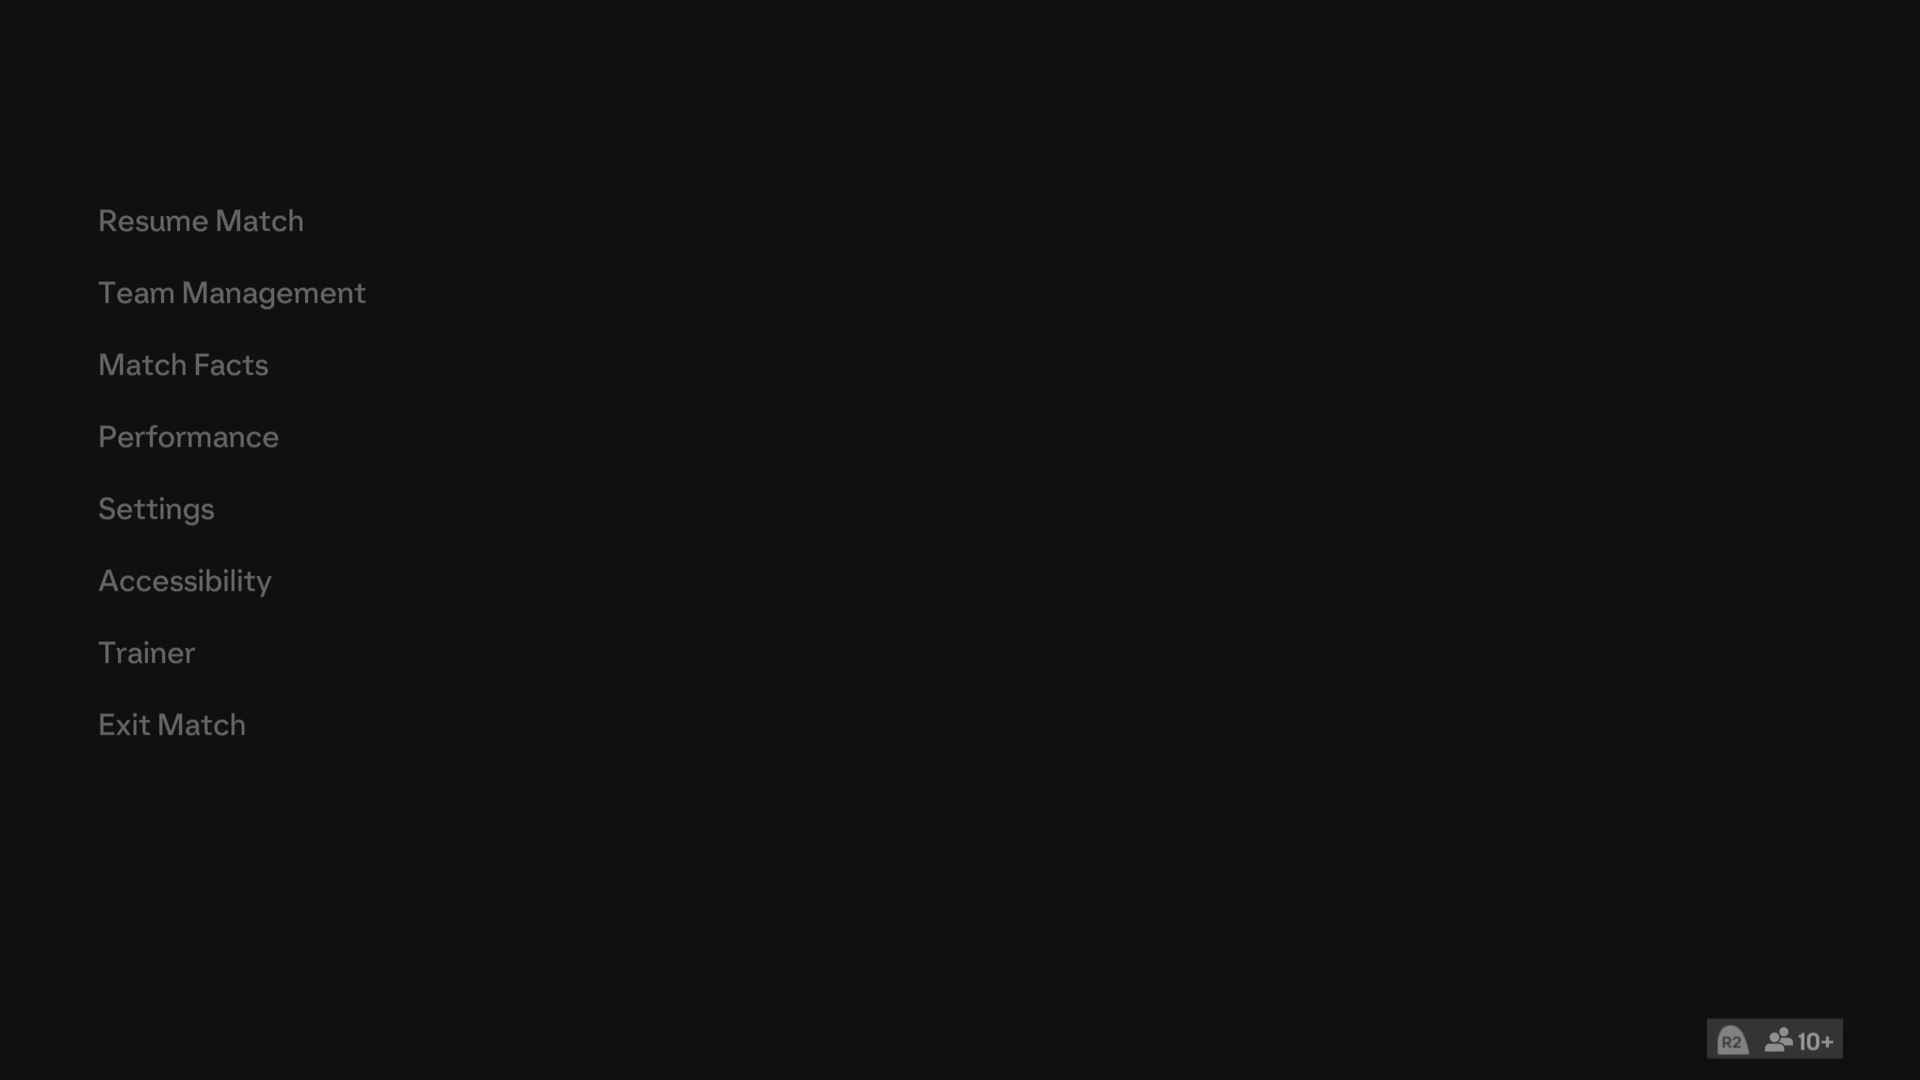 Resume Match
Team Management
Match Facts
Performance
Settings
Accessibility
Trainer
Exit Match
R2 10+